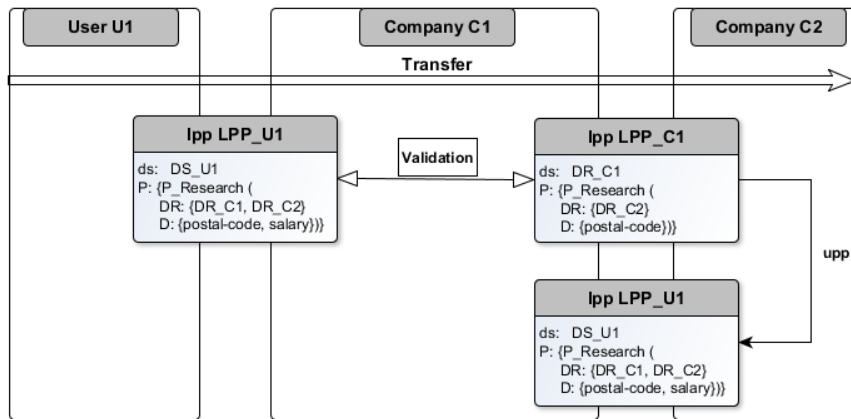 User U1
Company C1
Company C2
Transfer
lpp LPP_U1
ds: DS_U1
P: {P_Research (
DR: {DR_C1, DR_C2}
D: {postal-code, salary})}
Validation
lpp LPP_C1
ds: DR_C1
P: {P_Research (
DR: {DR_C2}
D: {postal-code})}
upp
lpp LPP_U1
ds: DS_U1
P: {P_Research (
DR: {DR_C1, DR_C2}
D: {postal-code, salary})}